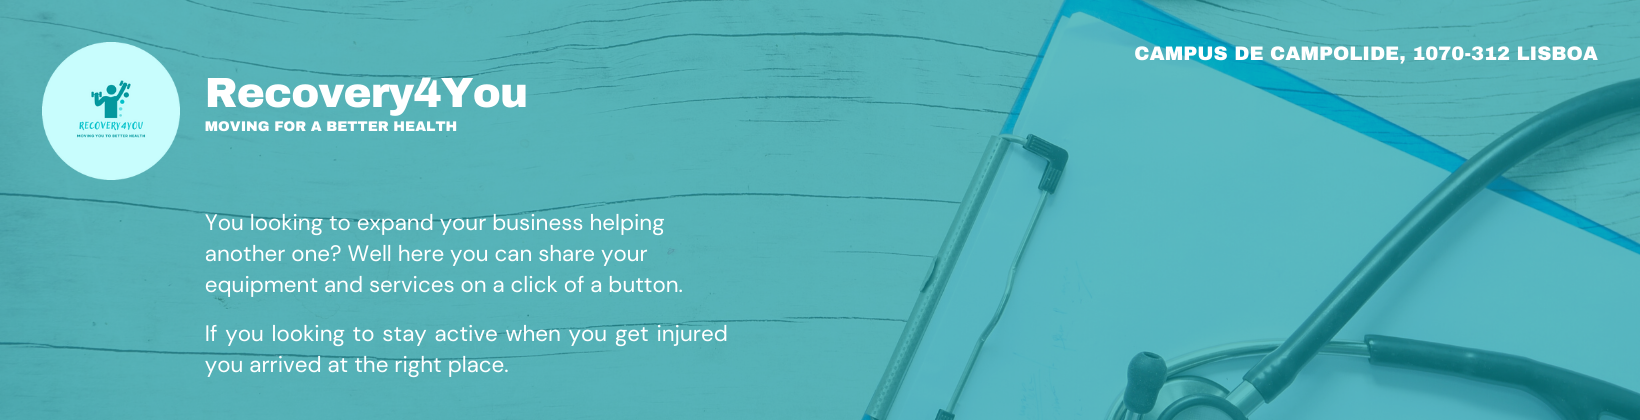 RECOVERY4YOU
MOVING YOU TO BETTER HEALTH
Recovery4You
MOVING FOR A BETTER HEALTH
CAMPUS DE CAMPOLIDE, 1070-312 LISBOA
You looking to expand your business helping
another one? Well here you can share your
equipment and services on a click of a button.
If you looking to stay active when you get injured
you arrived at the right place.